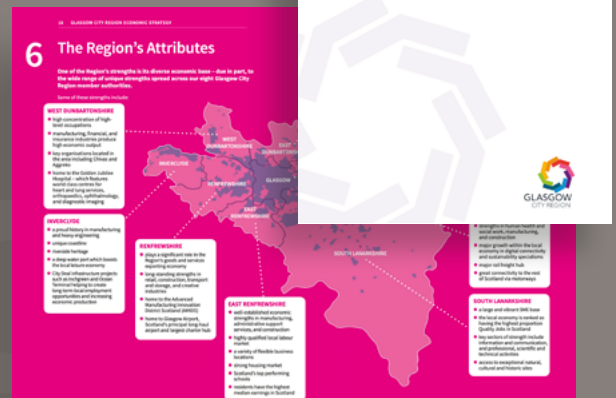 24 GLASGOW CITY REGION ECONOMIC STRATEGY
6
The Region's Attributes
One of the Region's strengths is its diverse economic base – due in part, to
the wide range of unique strengths spread across our eight Glasgow City
Region member authorities.
Some of these strengths include:
WEST DUNBARTONSHIRE
high concentration of high-
level occupations
manufacturing, financial, and
insurance industries produce
high economic output
key organisations located in
the area including Chivas and
Aggreko
home to the Golden Jubilee
Hospital – which features
world class centres for
heart and lung services,
orthopaedics, ophthalmology,
and diagnostic imaging
INVERCLYDE
a proud history in manufacturing
and heavy engineering
unique coastline
riverside heritage
a deep water port which boosts
the local leisure economy
City Deal infrastructure projects
such as Inchgreen and Ocean
Terminal helping to create
long-term local employment
opportunities and increasing
economic production
RENFREWSHIRE
plays a significant role in the
Region's goods and services
exporting economy
long-standing strengths in
retail, construction, transport
and storage, and creative
industries
home to the Advanced
Manufacturing Innovation
District Scotland (AMIDS)
home to Glasgow Airport,
Scotland's principal long-haul
airport and largest charter hub
EAST RENFREWSHIRE
well-established economic
strengths in manufacturing,
administrative support
services, and construction
highly qualified local labour
market
a variety of flexible business
locations
strong housing market
Scotland's top performing
schools
residents have the highest
median earnings in Scotland
WEST
DUNBARTONSHIRE
EAST
INVERCLYDE
RENFREWSHIRE
GLASGOW
EAST
RENFREWSHIRE
SOUTH LANARKSHIRE
GLASGOW
CITY REGION
strengths in human health and
social work, manufacturing,
and construction
major growth within the local
economy in digital connectivity
and sustainability specialisms
major rail freight hub
great connectivity to the rest
of Scotland via motorways
SOUTH LANARKSHIRE
a large and vibrant SME base
the local economy is ranked as
having the highest proportion
Quality Jobs in Scotland
key sectors of strength include
information and communication,
and professional, scientific and
technical activities
access to exceptional natural,
cultural and historic sites